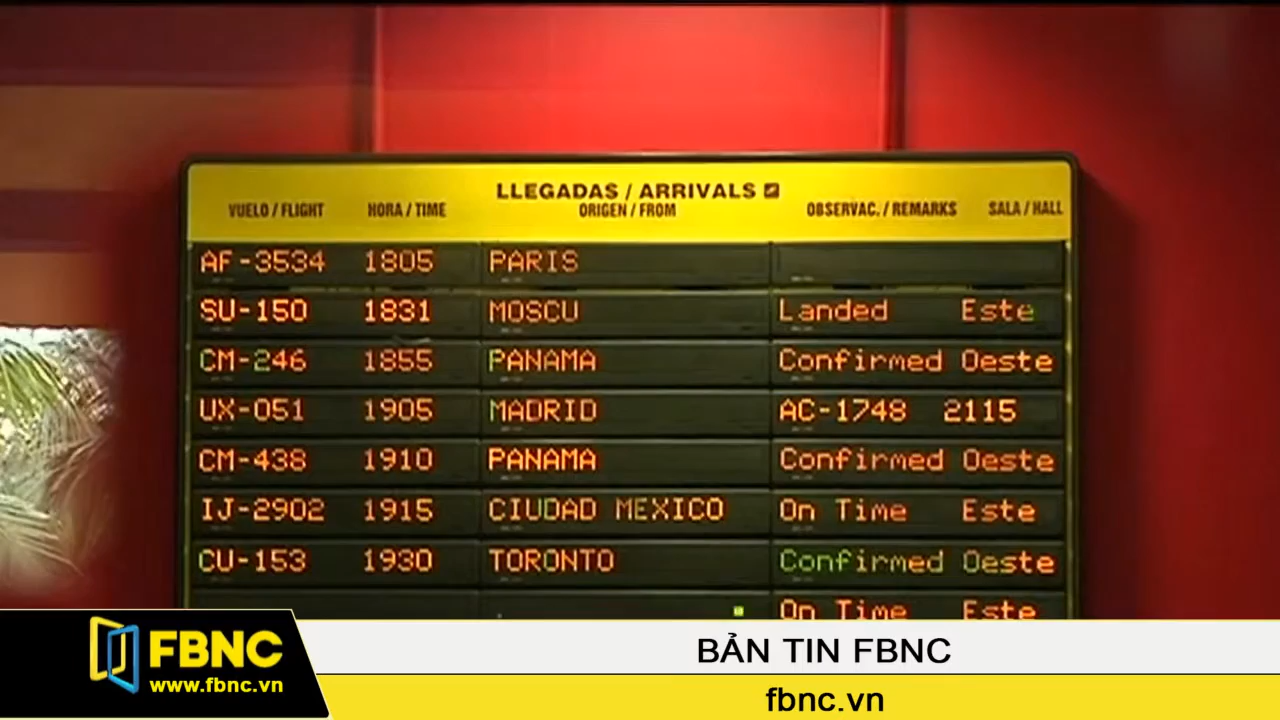 LLEGADAS / ARRIVALS
VUELO / FLIGHT HORA / TIME ORIGEN / FROM OBSERVAC. / REMARKS SALA / HALL
AF-3534 1805 PARIS
SU-150 1831 MOSCU Landed Este
CM-246 1855 PANAMA Confirmed Oeste
UX-051 1905 MADRID AC-1748 2115
CM-438 1910 PANAMA Confirmed Oeste
IJ-2902 1915 CIUDAD MEXICO On Time Este
CU-153 1930 TORONTO Confirmed Oeste
On Time Este
FBNC
www.fbnc.vn
BẢN TIN FBNC
fbnc.vn